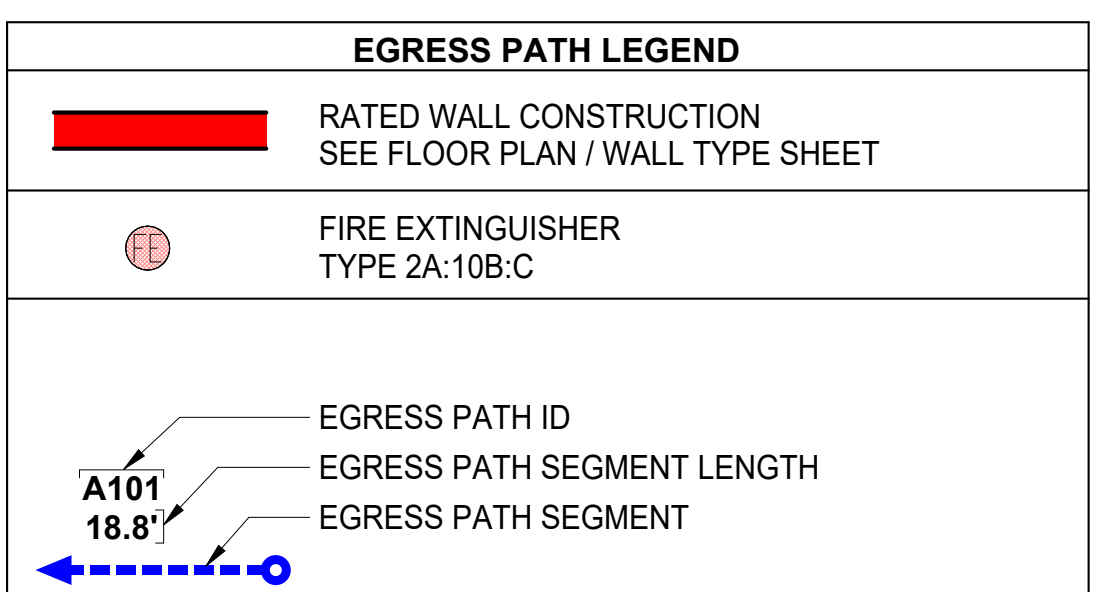 EGRESS PATH LEGEND
RATED WALL CONSTRUCTION
SEE FLOOR PLAN / WALL TYPE SHEET
FE
FIRE EXTINGUISHER
TYPE 2A:10B:C
EGRESS PATH ID
EGRESS PATH SEGMENT LENGTH
A101
18.8'
EGRESS PATH SEGMENT